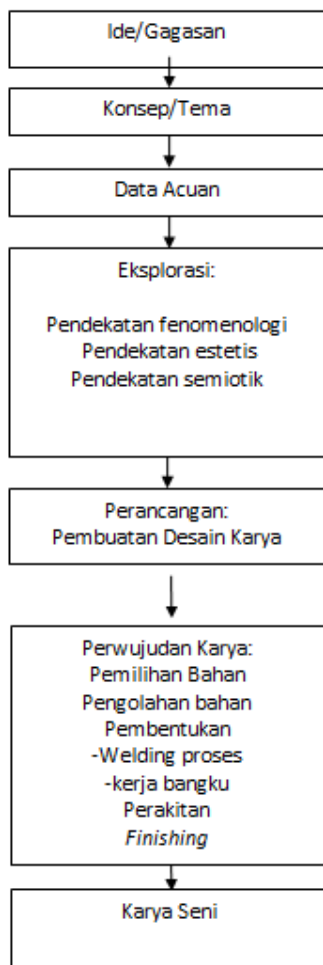 Ide/Gagasan
Konsep/Tema
Data Acuan
Eksplorasi:
Pendekatan fenomenologi
Pendekatan estetis
Pendekatan semiotik
Perancangan:
Pembuatan Desain Karya
Perwujudan Karya:
Pemilihan Bahan
Pengolahan bahan
Pembentukan
-Welding proses
-kerja bangku
Perakitan
Finishing
Karya Seni